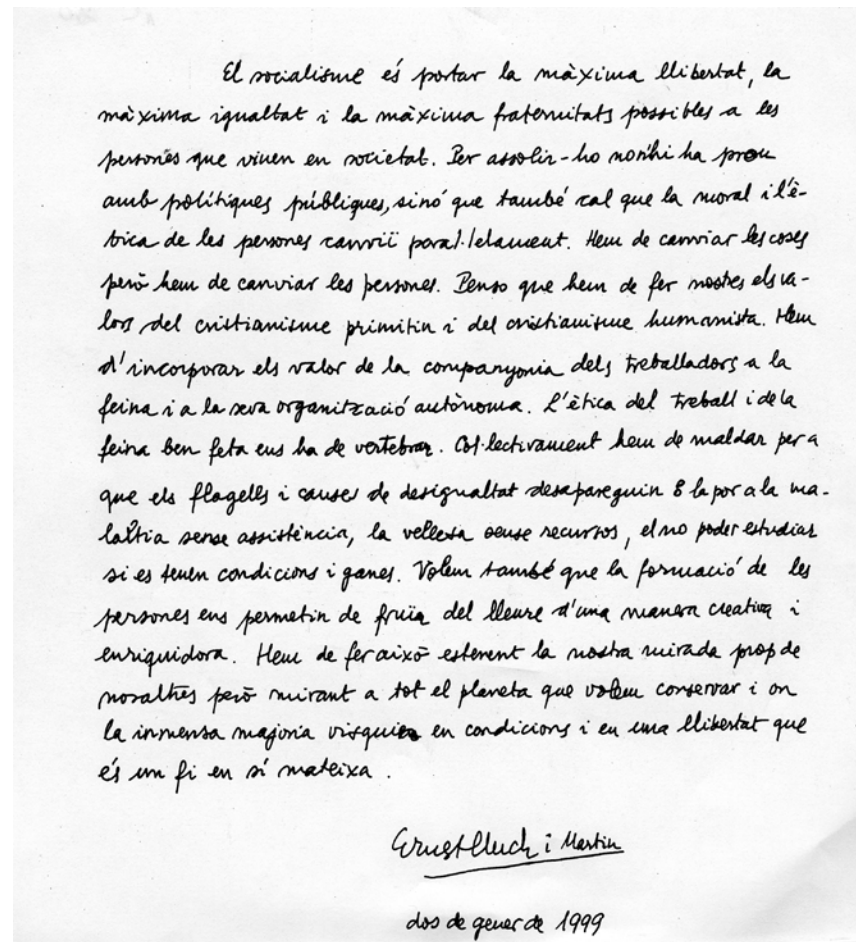 El socialisme és portar la màxima llibertat, la
màxima igualtat i la màxima fraternitats possibles a les
persones que viuen en societat. Per assolir-ho no n'hi ha prou
amb polítiques públiques, sinó que també cal que la moral i l'è-
tica de les persones canviï paral·lelament. Hem de canviar les coses
però hem de canviar les persones. Penso que hem de fer nostres els va-
lors del cristianisme primitiu i del cristianisme humanista. Hem
d'incorporar els valor de la companyonia dels treballadors a la
feina i a la seva organització autònoma. L'ètica del treball i de la
feina ben feta ens ha de vertebrar. Col·lectivament hem de maldar per a
que els flagells i causes de desigualtat desapareguin la por a la ma-
laltia sense assistència, la vellesa sense recursos, el no poder estudiar
si es tenen condicions i ganes. Volem també que la formació de les
persones ens permetin de fruïa del lleure d'una manera creativa i
enriquidora. Hem de fer això estenent la nostra mirada prop de
nosaltres però mirant a tot el planeta que volem conservar i on
la inmensa majoria visquien en condicions i en una llibertat que
és un fi en sí mateixa.
Ernest Lluch i Martin
dos de gener de 1999